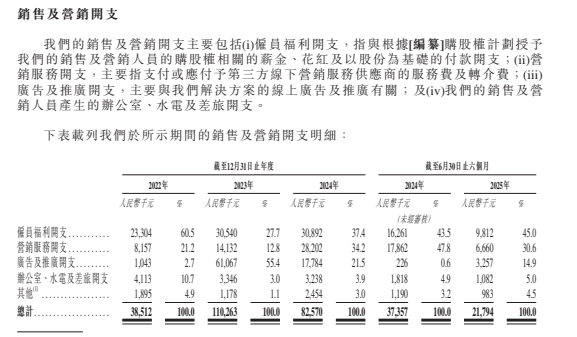 銷售及營銷開支
我們的銷售及營銷開支主要包括(i)僱員福利開支，指與根據[編纂]購股權計劃授予
我們的銷售及營銷人員的購股權相關的薪金、花紅及以股份為基礎的付款開支；(ii)營
銷服務開支，主要指支付或應付予第三方線下營銷服務供應商的服務費及轉介費；(iii)
廣告及推廣開支，主要與我們解決方案的線上廣告及推廣有關；及(iv)我們的銷售及營
銷人員產生的辦公室、水電及差旅開支。
下表載列我們於所示期間的銷售及營銷開支明細：
截至12月31日止年度 截至6月30日止六個月
2022年 2023年 2024年 2024年 2025年
人民幣千元 % 人民幣千元 % 人民幣千元 % 人民幣千元 % 人民幣千元 %
(未經審核)
僱員福利開支........... 23,304 60.5 30,540 27.7 30,892 37.4 16,261 43.5 9,812 45.0
營銷服務開支........... 8,157 21.2 14,132 12.8 28,202 34.2 17,862 47.8 6,660 30.6
廣告及推廣開支......... 1,043 2.7 61,067 55.4 17,784 21.5 226 0.6 3,257 14.9
辦公室、水電及差旅開支 4,113 10.7 3,346 3.0 3,238 3.9 1,818 4.9 1,082 5.0
其他(1) .................. 1,895 4.9 1,178 1.1 2,454 3.0 1,190 3.2 983 4.5
總計.................... 38,512 100.0 110,263 100.0 82,570 100.0 37,357 100.0 21,794 100.0